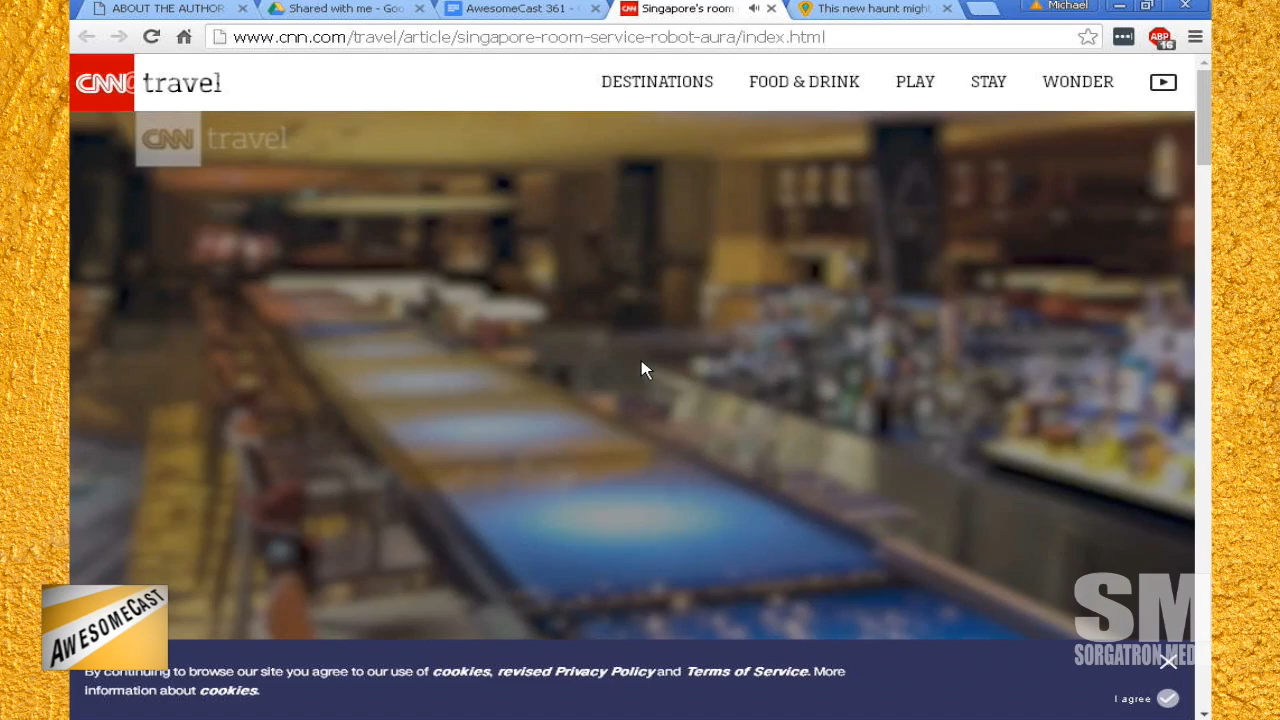 ABOUT THE AUTHOR
Shared with me - Goo
AwesomeCast 361 -
CNN Singapore's room
This new haunt might
Michael
www.cnn.com/travel/article/singapore-room-service-robot-aura/index.html
ABP
16
CNN travel
DESTINATIONS
FOOD & DRINK
PLAY
STAY
WONDER
CNN travel
AWESOMECAST
SM
SORGATRON MED
By continuing to browse our site you agree to our use of cookies, revised Privacy Policy and Terms of Service. More
information about cookies.
I agree